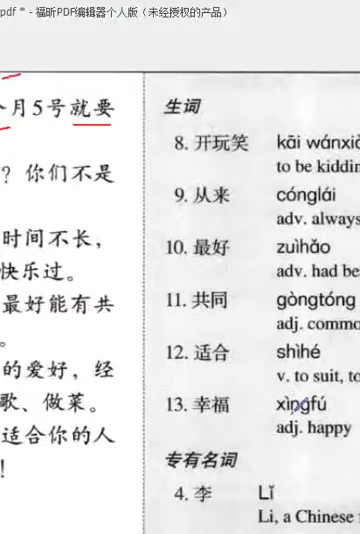 pdf * - 福昕PDF编辑器个人版（未经授权的产品）
月5号就要
？你们不是
时间不长，
快乐过。
最好能有共
。
的爱好，经
歌、做菜。
适合你的人
！
生词
8. 开玩笑 kāi wánxià
to be kiddin
9. 从来 cónglái
adv. always
10. 最好 zuìhǎo
adv. had be
11. 共同 gòngtóng
adj. commo
12. 适合 shìhé
v. to suit, to
13. 幸福 xìngfú
adj. happy
专有名词
4. 李 Lǐ
Li, a Chinese f